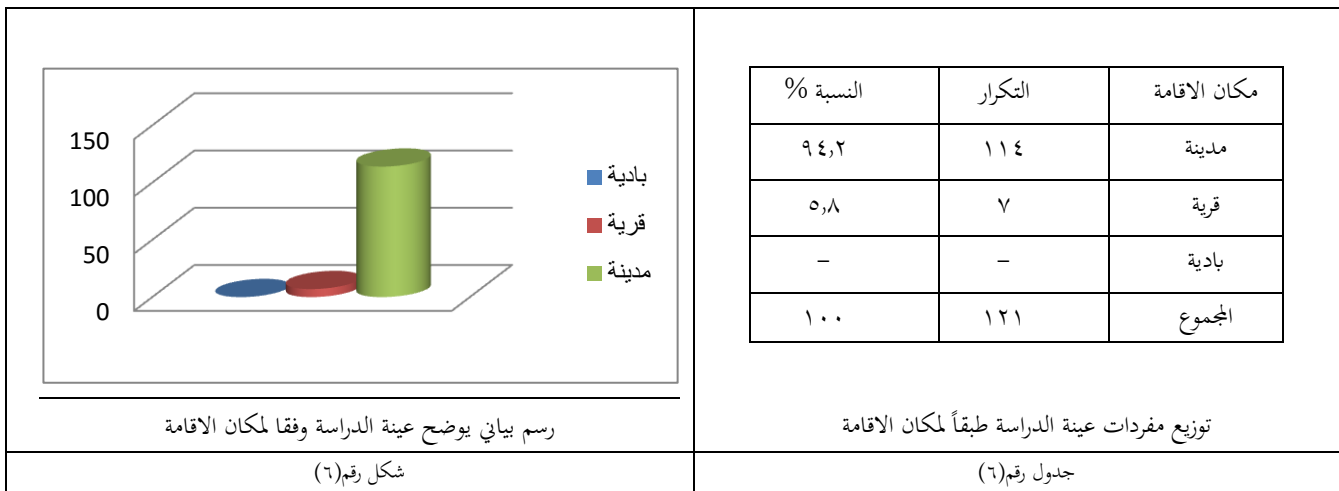 مكان الاقامة التكرار النسبة %
مدينة ١١٤ ٩٤,٢
قرية ٧ ٥,٨
بادية – –
المجموع ١٢١ ١٠٠
توزيع مفردات عينة الدراسة طبقاً لمكان الاقامة
جدول رقم(٦)
150
100
50
0
بادية
قرية
مدينة
رسم بياني يوضح عينة الدراسة وفقا لمكان الاقامة
شكل رقم(٦)